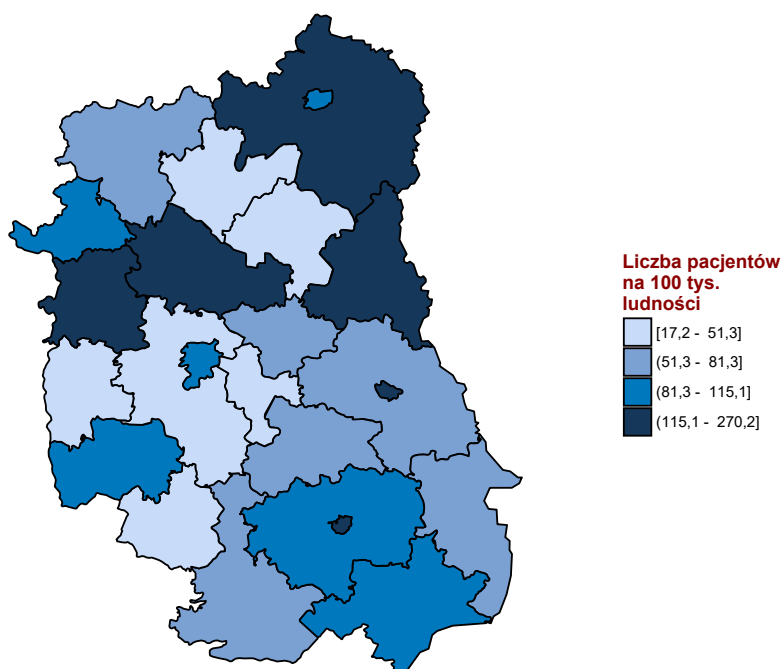 Liczba pacjentów
na 100 tys.
ludności
[17,2 - 51,3]
(51,3 - 81,3]
(81,3 - 115,1]
(115,1 - 270,2]